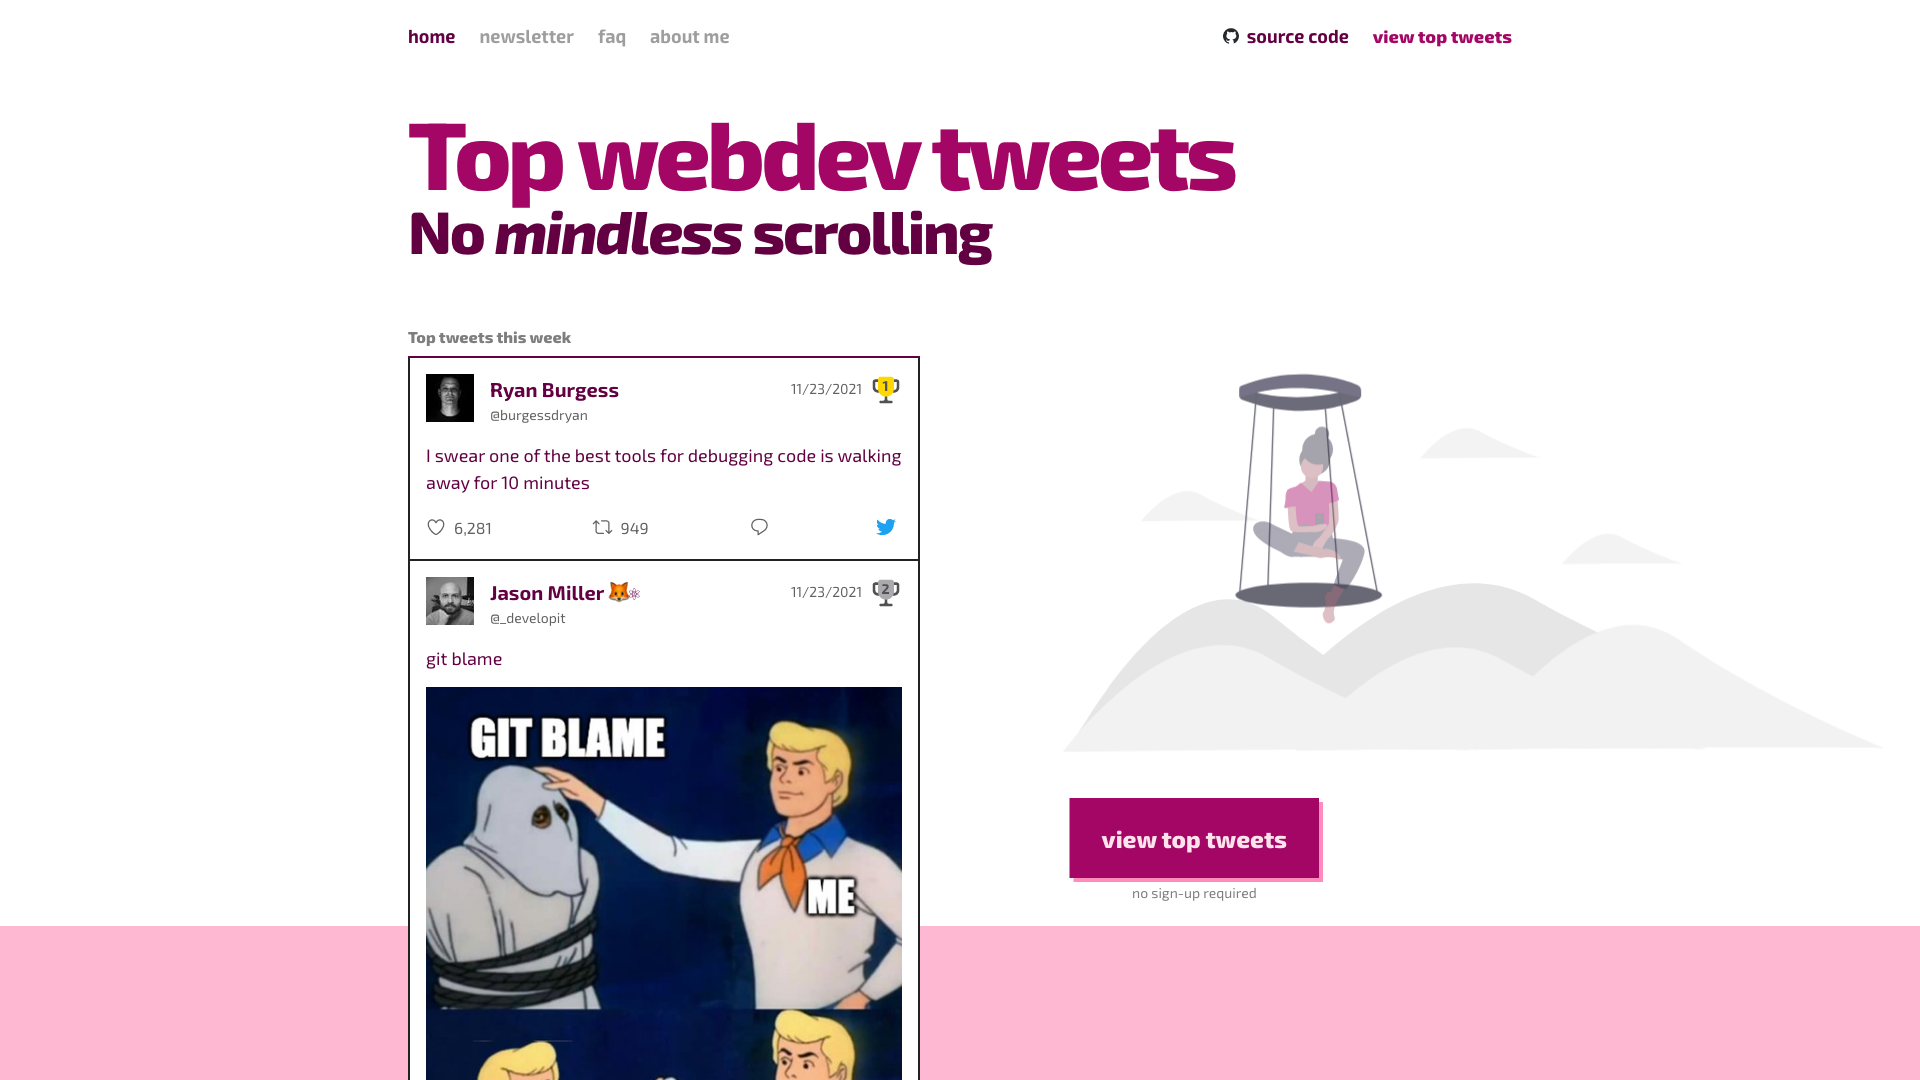 home newsletter faq about me source code view top tweets
Top webdev tweets
No mindless scrolling
Top tweets this week
Ryan Burgess 11/23/2021 1
@burgessdryan
I swear one of the best tools for debugging code is walking
away for 10 minutes
6,281 949
Jason Miller 🦊⚛ 11/23/2021 2
@_developit
git blame
GIT BLAME
ME
view top tweets
no sign-up required